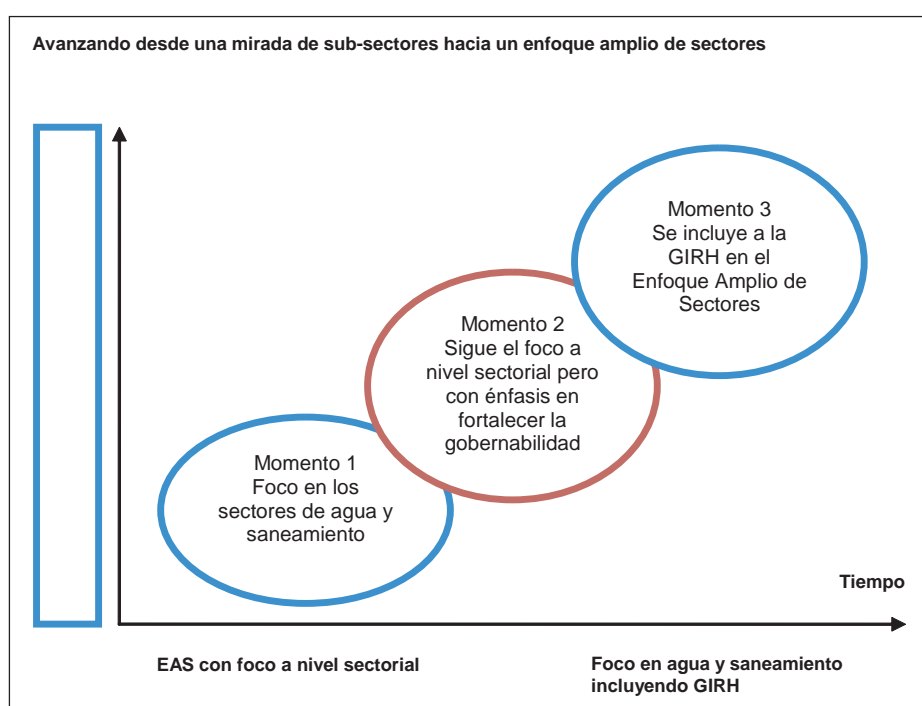 Avanzando desde una mirada de sub-sectores hacia un enfoque amplio de sectores
Momento 3
Se incluye a la
GIRH en el
Enfoque Amplio de
Sectores
Momento 2
Sigue el foco a
nivel sectorial pero
con énfasis en
fortalecer la
gobernabilidad
Momento 1
Foco en los
sectores de agua y
saneamiento
Tiempo
EAS con foco a nivel sectorial
Foco en agua y saneamiento
incluyendo GIRH